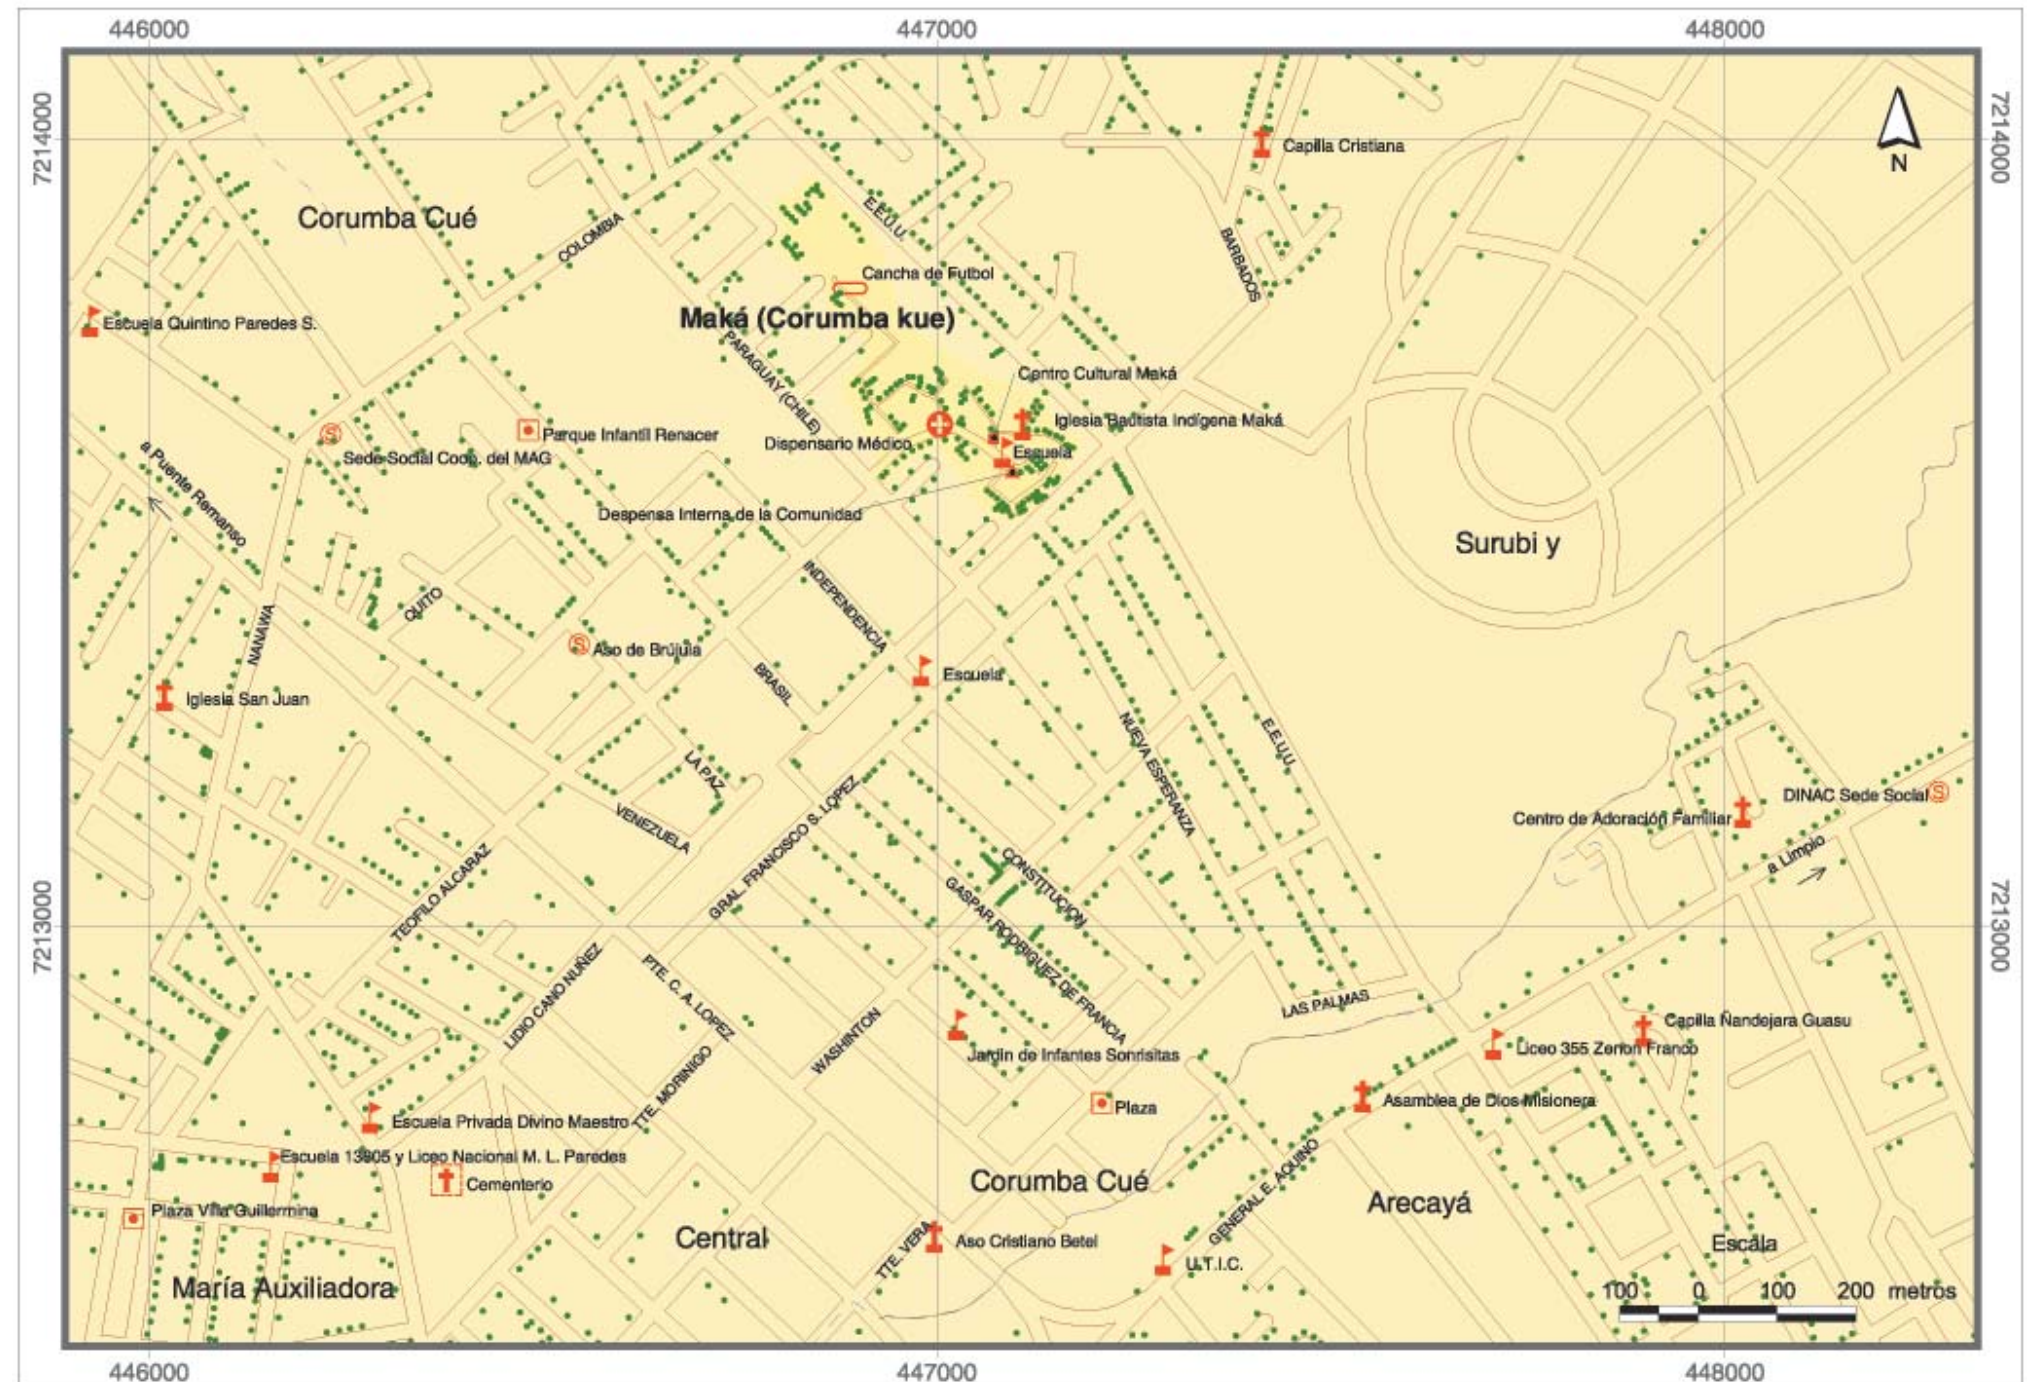 446000 447000 448000
7214000 7214000
N
Capilla Cristiana
Corumba Cué
COLOMBIA
E.E.U.U.
BARBADOS
Cancha de Futbol
Maká (Corumba kue)
Escuela Quintino Paredes S.
PARAGUAY (CHILE)
Centro Cultural Maká
Iglesia Bautista Indígena Maká
Parque Infantil Renacer
Dispensario Médico
Escuela
Sede Social Coop. del MAG
a Puente Remanso
Despensa Interna de la Comunidad
Surubi y
INDEPENDENCIA
QUITO
NANAWA
Aso de Brújula
BRASIL
Escuela
Iglesia San Juan
NUEVA ESPERANZA
E.E.U.U.
LA PAZ
DINAC Sede Social
VENEZUELA
Centro de Adoración Familiar
a Limpio
GRAL. FRANCISCO S. LOPEZ
TEOFILO ALCARAZ
CONSTITUCION
GASPAR RODRIGUEZ DE FRANCIA
7213000 7213000
LIDIO CANO NUÑEZ
PTE. C. A. LOPEZ
LAS PALMAS
WASHINTON
Capilla Ñandejara Guasu
Liceo 355 Zenon Franco
Jardin de Infantes Sonrisitas
TTE. MORINIGO
Asamblea de Dios Misionera
Plaza
Escuela Privada Divino Maestro
Escuela 13905 y Liceo Nacional M. L. Paredes
Cementerio
Corumba Cué
GENERAL E. AQUINO
Arecayá
Plaza Villa Guillermina
Central
TTE. VERA
Aso Cristiano Betel
Escala
U.T.I.C.
María Auxiliadora
100 0 100 200 metros
446000 447000 448000